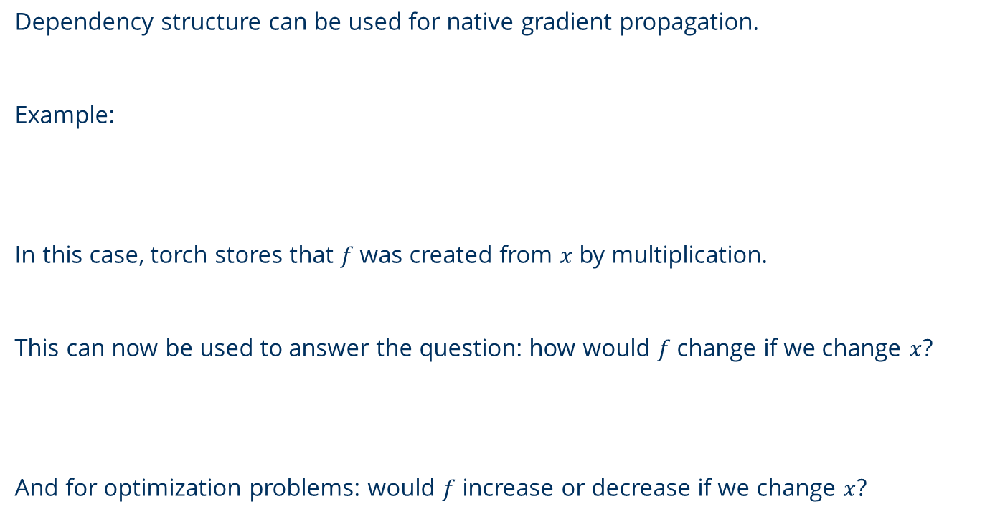 Dependency structure can be used for native gradient propagation.
Example:
In this case, torch stores that f was created from x by multiplication.
This can now be used to answer the question: how would f change if we change x?
And for optimization problems: would f increase or decrease if we change x?